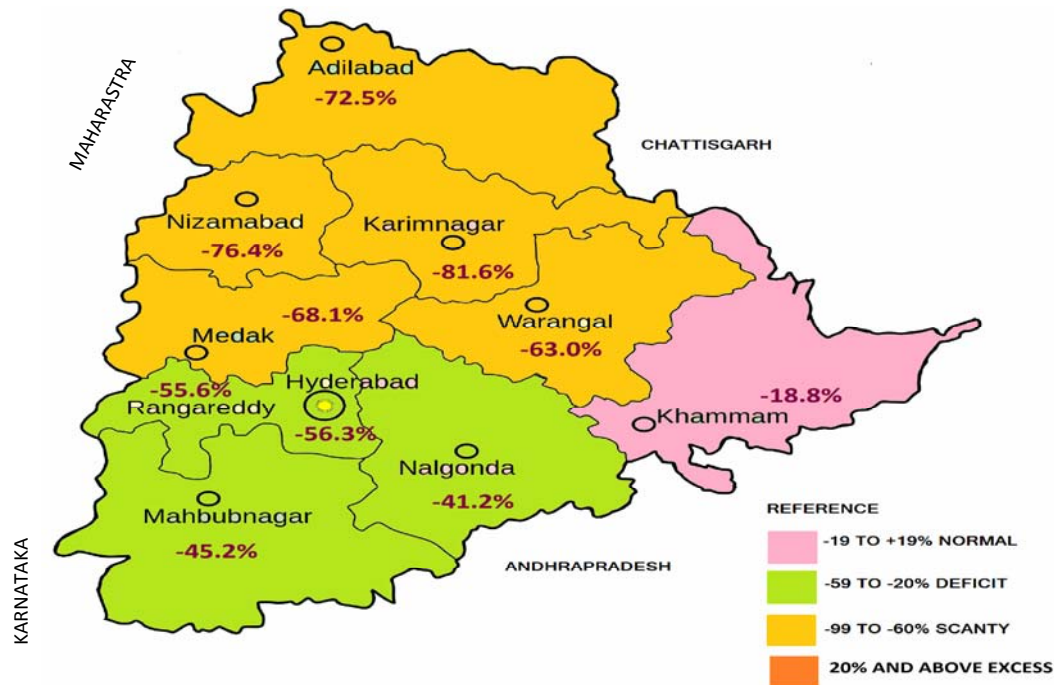 MAHARASTRA
Adilabad
-72.5%
CHATTISGARH
Nizamabad
-76.4%
Karimnagar
-81.6%
Medak
-68.1%
Warangal
-63.0%
-55.6%
Rangareddy
Hyderabad
-56.3%
Khammam
-18.8%
Nalgonda
-41.2%
Mahbubnagar
-45.2%
KARNATAKA
ANDHRAPRADESH
REFERENCE
-19 TO +19% NORMAL
-59 TO -20% DEFICIT
-99 TO -60% SCANTY
20% AND ABOVE EXCESS